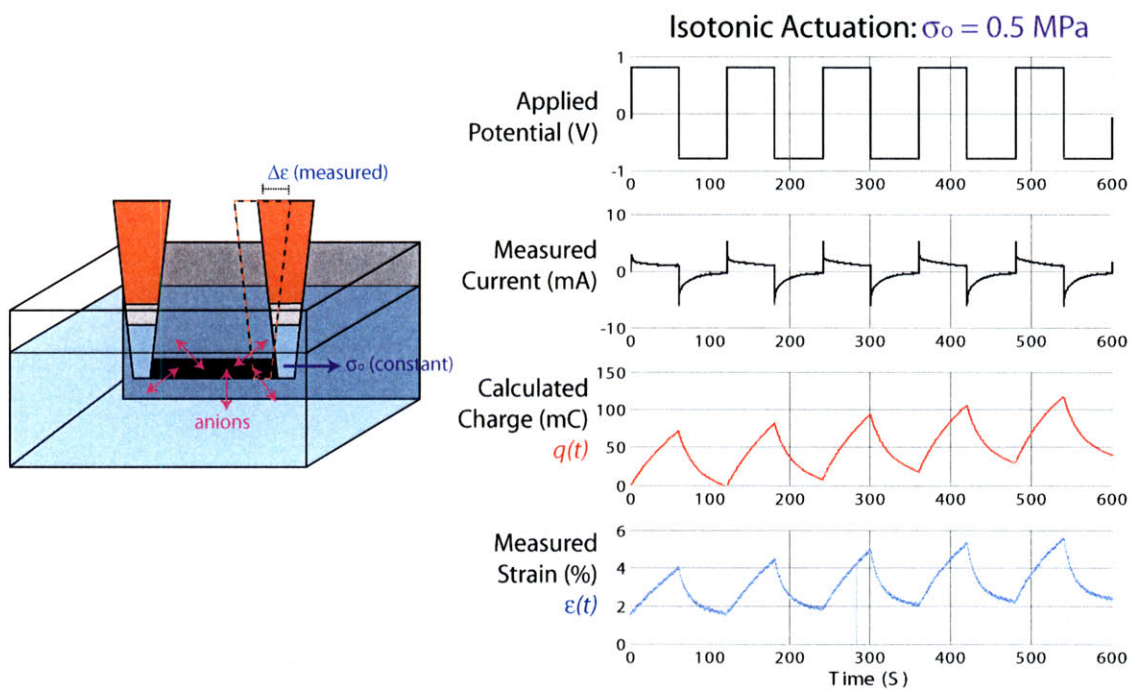 Isotonic Actuation: σₒ = 0.5 MPa
Δε (measured)
σₒ (constant)
anions
Applied
Potential (V)
1
0
-1
0 100 200 300 400 500 600
Measured
Current (mA)
10
0
-10
0 100 200 300 400 500 600
Calculated
Charge (mC)
q(t)
150
100
50
0
0 100 200 300 400 500 600
Measured
Strain (%)
ε(t)
6
4
2
0
0 100 200 300 400 500 600
Time (S)